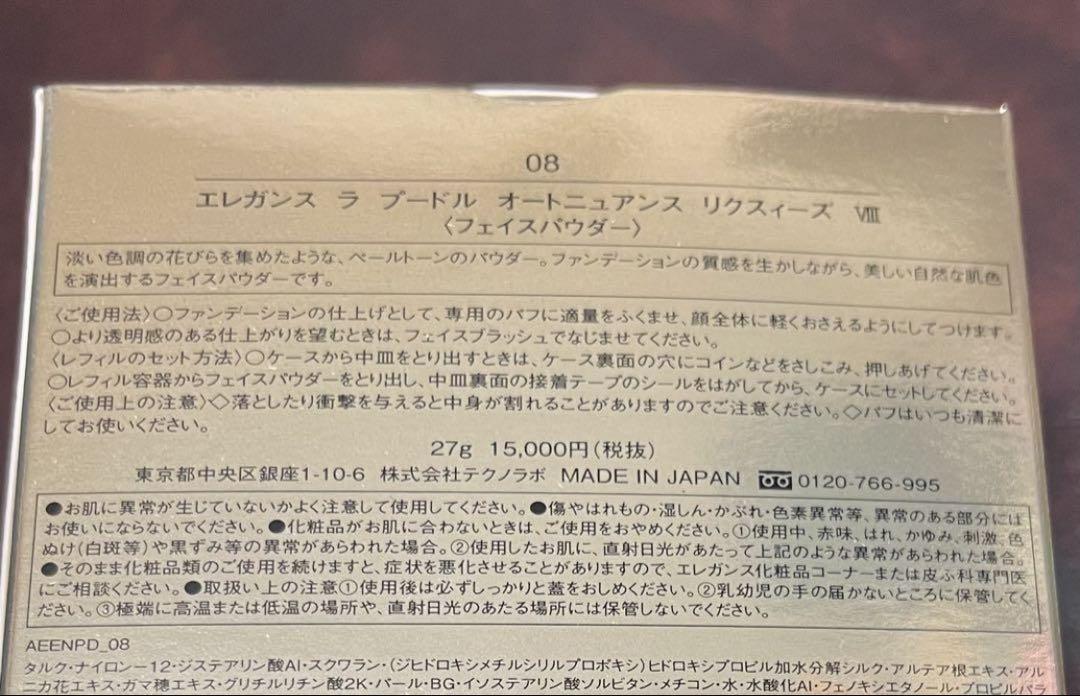 08
エレガンス ラ プードル オートニュアンス リクスィーズ Ⅷ
〈フェイスパウダー〉
淡い色調の花びらを集めたような、ペールトーンのパウダー。ファンデーションの質感を生かしながら、美しい自然な肌色
を演出するフェイスパウダーです。
〈ご使用法〉○ファンデーションの仕上げとして、専用のパフに適量をふくませ、顔全体に軽くおさえるようにしてつけます。
○より透明感のある仕上がりを望むときは、フェイスブラッシュでなじませてください。
〈レフィルのセット方法〉○ケースから中皿をとり出すときは、ケース裏面の穴にコインなどをさしこみ、押しあげてください。
○レフィル容器からフェイスパウダーをとり出し、中皿裏面の接着テープのシールをはがしてから、ケースにセットしてください。
〈ご使用上の注意〉◇落としたり衝撃を与えると中身が割れることがありますのでご注意ください。◇パフはいつも清潔に
してお使いください。
27g 15,000円(税抜)
東京都中央区銀座1-10-6 株式会社テクノラボ MADE IN JAPAN 0120-766-995
●お肌に異常が生じていないかよく注意して使用してください。●傷やはれもの・湿しん・かぶれ・色素異常等、異常のある部分には
お使いにならないでください。●化粧品がお肌に合わないときは、ご使用をおやめください。①使用中、赤味、はれ、かゆみ、刺激、色
ぬけ(白斑等)や黒ずみ等の異常があらわれた場合。②使用したお肌に、直射日光があたって上記のような異常があらわれた場合。
●そのまま化粧品類のご使用を続けますと、症状を悪化させることがありますので、エレガンス化粧品コーナーまたは皮ふ科専門医
にご相談ください。●取扱い上の注意①使用後は必ずしっかりと蓋をおしめください。②乳幼児の手の届かないところに保管してく
ださい。③極端に高温または低温の場所や、直射日光のあたる場所には保管しないでください。
AEENPD_08
タルク・ナイロン-12・ジステアリン酸Al・スクワラン・(ジヒドロキシメチルシリルプロポキシ)ヒドロキシプロピル加水分解シルク・アルテア根エキス・アル
ニカ花エキス・ガマ穂エキス・グリチルリチン酸2K・パール・BG・イソステアリン酸ソルビタン・メチコン・水・水酸化Al・フェノキシエタノール・プロピルパラ